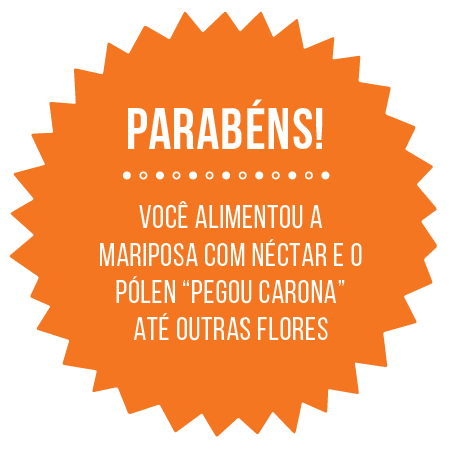 PARABÉNS!
VOCÊ ALIMENTOU A
MARIPOSA COM NÉCTAR E O
PÓLEN “PEGOU CARONA”
ATÉ OUTRAS FLORES